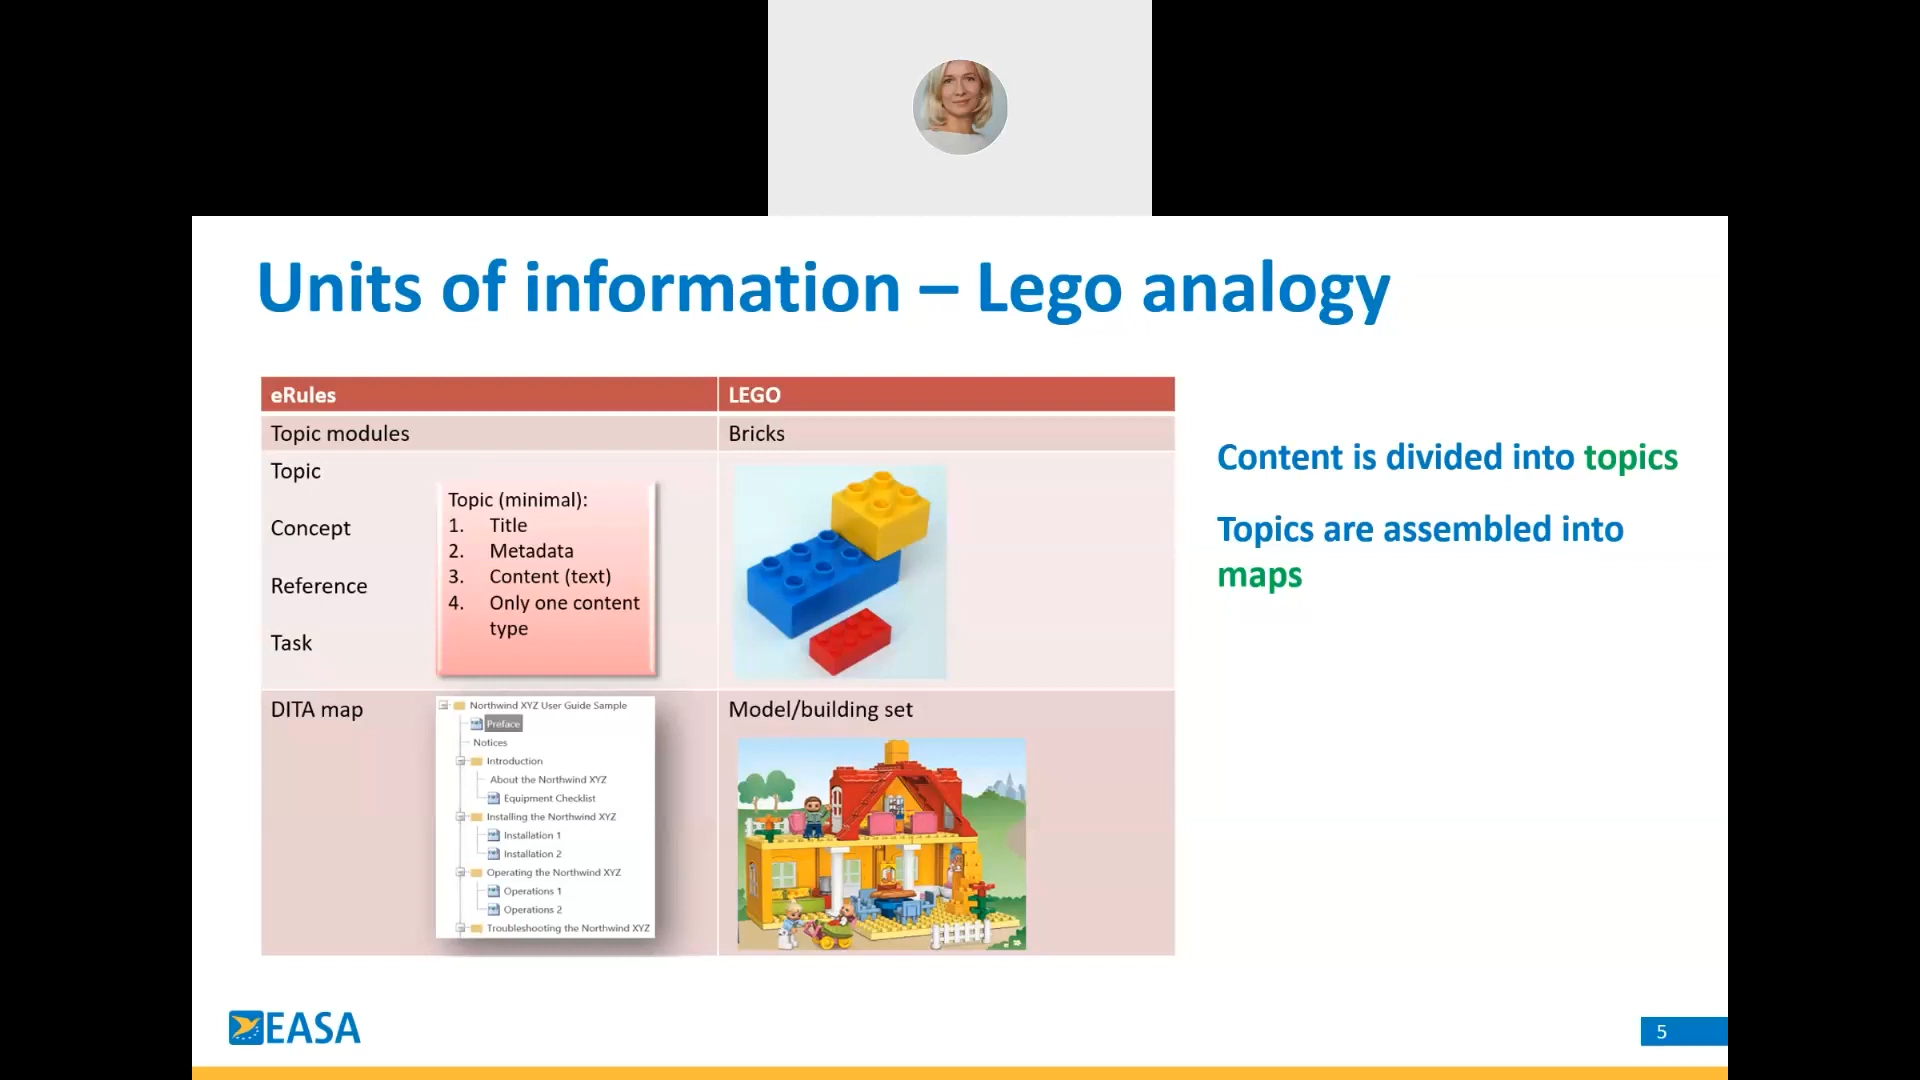 Units of information – Lego analogy
eRules
LEGO
Topic modules
Bricks
Topic
Concept
Reference
Task
Topic (minimal):
1. Title
2. Metadata
3. Content (text)
4. Only one content
type
Content is divided into topics
Topics are assembled into
maps
DITA map
Northwind XYZ User Guide Sample
Preface
Notices
Introduction
About the Northwind XYZ
Equipment Checklist
Installing the Northwind XYZ
Installation 1
Installation 2
Operating the Northwind XYZ
Operations 1
Operations 2
Troubleshooting the Northwind XYZ
Model/building set
EASA
5